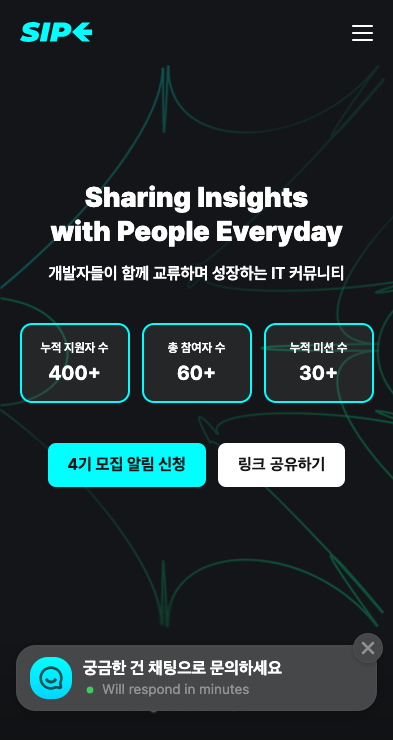 SIPE
Sharing Insights
with People Everyday
개발자들이 함께 교류하며 성장하는 IT 커뮤니티
누적 지원자 수
400+
총 참여자 수
60+
누적 미션 수
30+
4기 모집 알림 신청
링크 공유하기
궁금한 건 채팅으로 문의하세요
Will respond in minutes